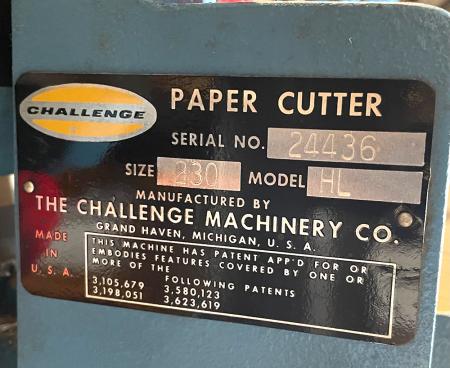 CHALLENGE
PAPER CUTTER
SERIAL NO. 24436
SIZE 230 MODEL HL
MANUFACTURED BY
THE CHALLENGE MACHINERY CO.
GRAND HAVEN, MICHIGAN, U. S. A.
MADE
IN
U. S. A.
THIS MACHINE HAS PATENT APP'D FOR OR
EMBODIES FEATURES COVERED BY ONE OR
MORE OF THE FOLLOWING PATENTS
3,105,679 3,580,123
3,198,051 3,623,619